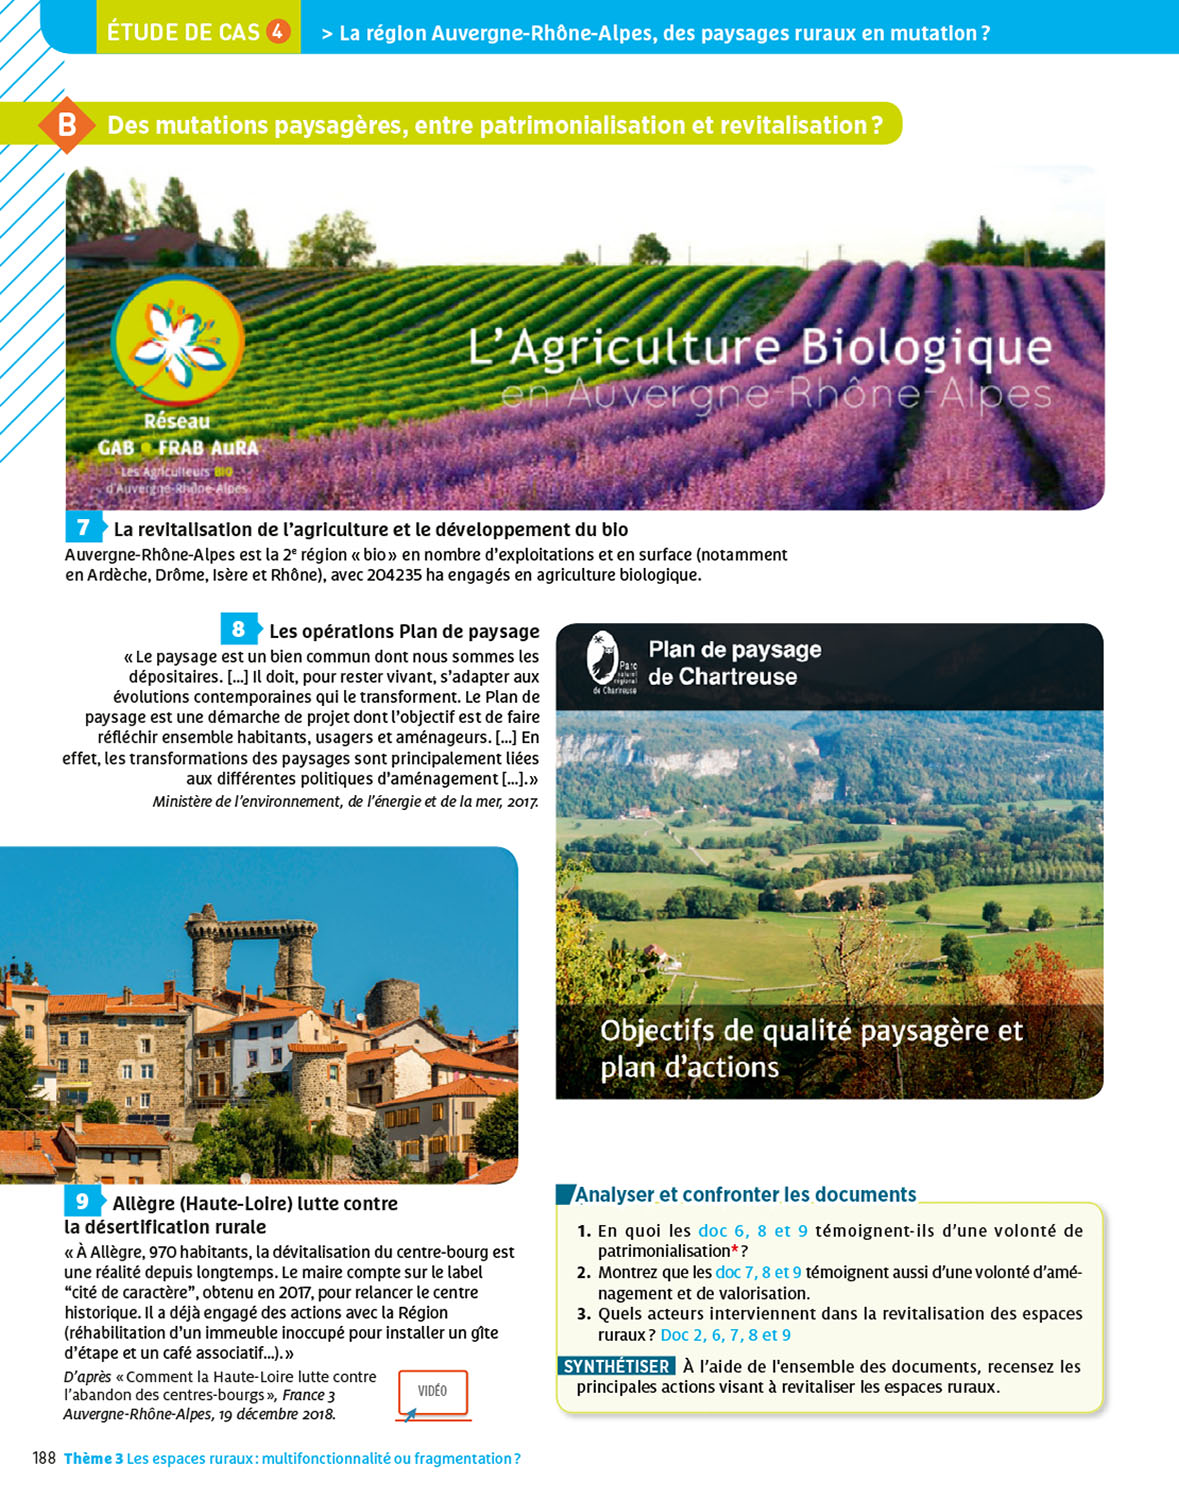 ÉTUDE DE CAS 4
> La région Auvergne-Rhône-Alpes, des paysages ruraux en mutation ?
B Des mutations paysagères, entre patrimonialisation et revitalisation ?
L'Agriculture Biologique
en Auvergne-Rhône-Alpes
Réseau
GAB • FRAB AuRA
Les Agriculteurs BIO
d'Auvergne-Rhône-Alpes
7 La revitalisation de l'agriculture et le développement du bio
Auvergne-Rhône-Alpes est la 2e région « bio » en nombre d'exploitations et en surface (notamment
en Ardèche, Drôme, Isère et Rhône), avec 204235 ha engagés en agriculture biologique.
8 Les opérations Plan de paysage
« Le paysage est un bien commun dont nous sommes les
dépositaires. [...] Il doit, pour rester vivant, s'adapter aux
évolutions contemporaines qui le transforment. Le Plan de
paysage est une démarche de projet dont l'objectif est de faire
réfléchir ensemble habitants, usagers et aménageurs. [...] En
effet, les transformations des paysages sont principalement liées
aux différentes politiques d'aménagement [...]. »
Ministère de l'environnement, de l'énergie et de la mer, 2017.
Parc
naturel
régional
de Chartreuse
Plan de paysage
de Chartreuse
Objectifs de qualité paysagère et
plan d'actions
9 Allègre (Haute-Loire) lutte contre
la désertification rurale
« À Allègre, 970 habitants, la dévitalisation du centre-bourg est
une réalité depuis longtemps. Le maire compte sur le label
“cité de caractère”, obtenu en 2017, pour relancer le centre
historique. Il a déjà engagé des actions avec la Région
(réhabilitation d'un immeuble inoccupé pour installer un gîte
d'étape et un café associatif...). »
D'après « Comment la Haute-Loire lutte contre
l'abandon des centres-bourgs », France 3
Auvergne-Rhône-Alpes, 19 décembre 2018.
VIDÉO
Analyser et confronter les documents
1. En quoi les doc 6, 8 et 9 témoignent-ils d'une volonté de
patrimonialisation* ?
2. Montrez que les doc 7, 8 et 9 témoignent aussi d'une volonté d'amé-
nagement et de valorisation.
3. Quels acteurs interviennent dans la revitalisation des espaces
ruraux ? Doc 2, 6, 7, 8 et 9
SYNTHÉTISER À l'aide de l'ensemble des documents, recensez les
principales actions visant à revitaliser les espaces ruraux.
188 Thème 3 Les espaces ruraux : multifonctionnalité ou fragmentation ?